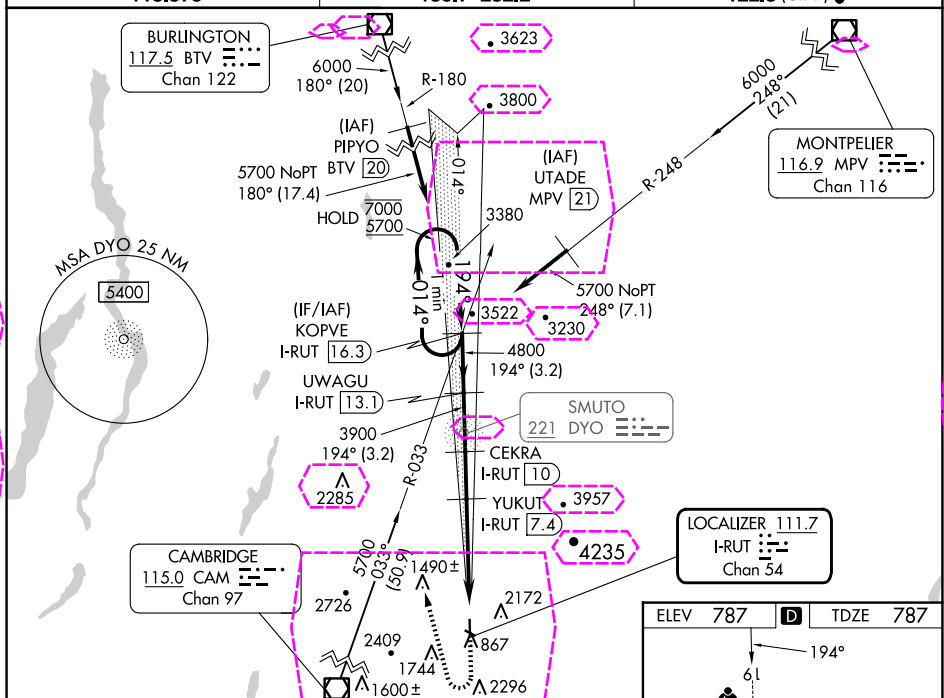 BURLINGTON
117.5 BTV
Chan 122
6000
180° (20)
R-180
3623
3800
6000
248°
(21)
MONTPELIER
116.9 MPV
Chan 116
R-248
(IAF)
PIPYO
BTV 20
5700 NoPT
180° (17.4)
014°
(IAF)
UTADE
MPV 21
HOLD 7000
5700
3380
MSA DYO 25 NM
5400
194°
1 min
014°
5700 NoPT
248° (7.1)
3522
3230
(IF/IAF)
KOPVE
I-RUT 16.3
4800
194° (3.2)
UWAGU
I-RUT 13.1
SMUTO
221 DYO
3900
194° (3.2)
R-033
CEKRA
I-RUT 10
2285
YUKUT
I-RUT 7.4
3957
4235
LOCALIZER 111.7
I-RUT
Chan 54
CAMBRIDGE
115.0 CAM
Chan 97
5700
033°
(50.9)
1490±
2726
2172
2409
867
1744
1600±
2296
ELEV 787 D TDZE 787
194°
19